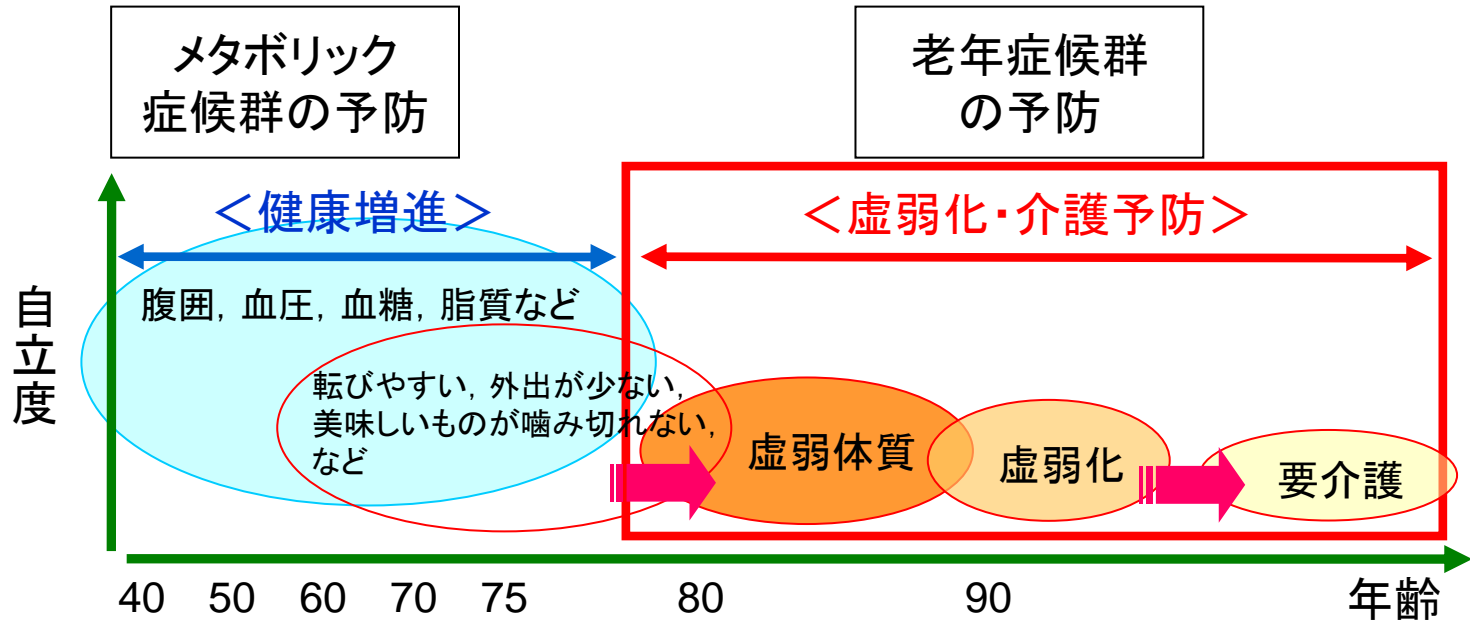 メタボリック
症候群の予防
老年症候群
の予防
＜健康増進＞
＜虚弱化・介護予防＞
自立度
腹囲，血圧，血糖，脂質など
転びやすい，外出が少ない，
美味しいものが噛み切れない，
など
虚弱体質
虚弱化
要介護
40 50 60 70 75 80 90 年齢